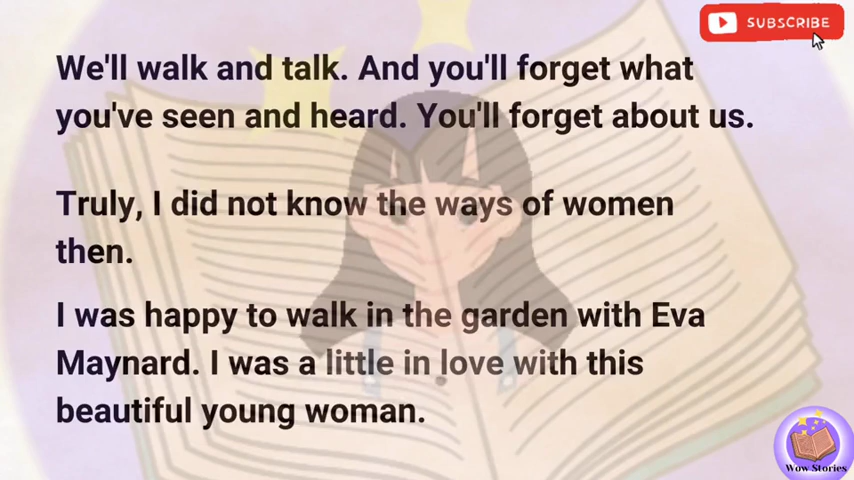 SUBSCRIBE
We'll walk and talk. And you'll forget what
you've seen and heard. You'll forget about us.
Truly, I did not know the ways of women
then.
I was happy to walk in the garden with Eva
Maynard. I was a little in love with this
beautiful young woman.
Wow Stories